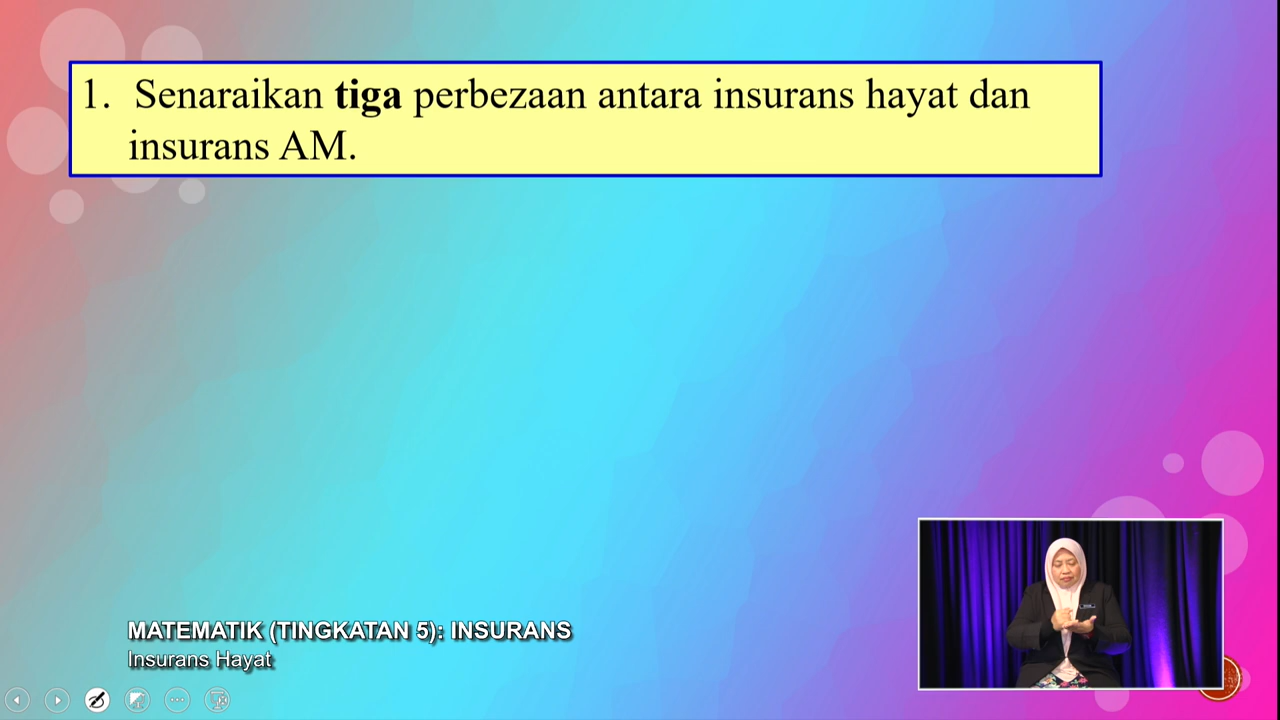 1. Senaraikan tiga perbezaan antara insurans hayat dan
insurans AM.
MATEMATIK (TINGKATAN 5): INSURANS
Insurans Hayat